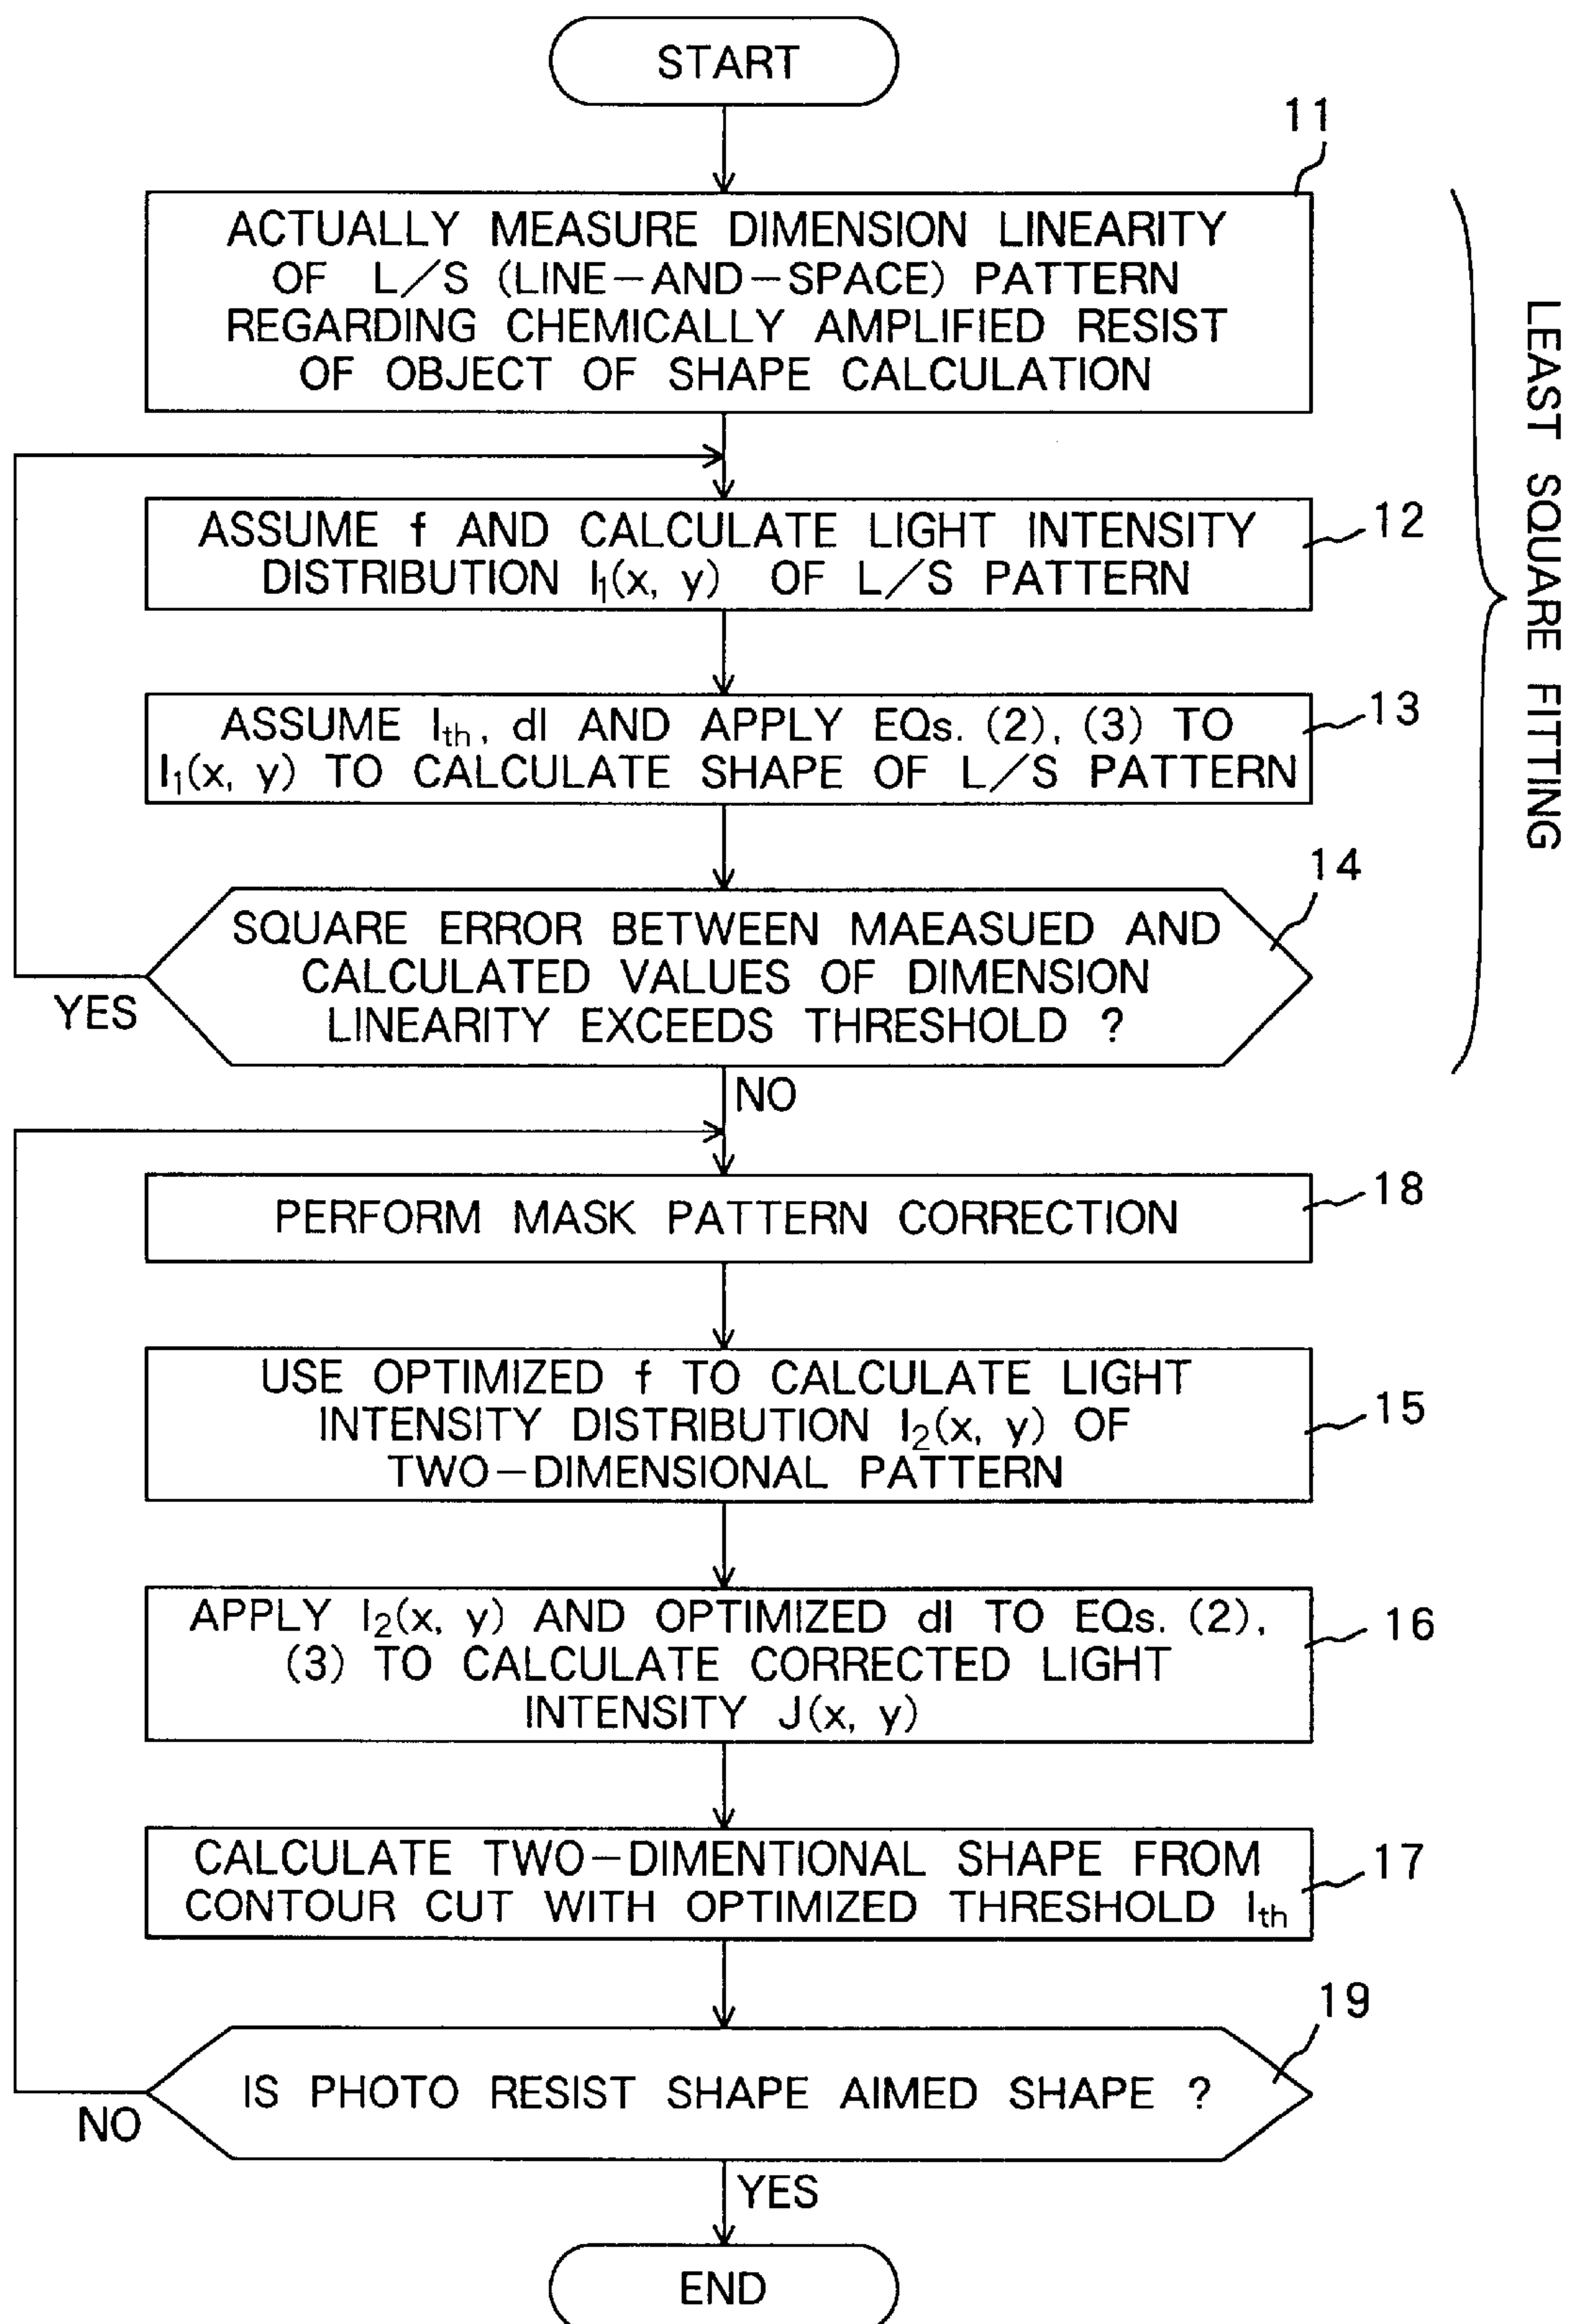 START
11
ACTUALLY MEASURE DIMENSION LINEARITY
OF L/S (LINE-AND-SPACE) PATTERN
REGARDING CHEMICALLY AMPLIFIED RESIST
OF OBJECT OF SHAPE CALCULATION
12
ASSUME f AND CALCULATE LIGHT INTENSITY
DISTRIBUTION I₁(x, y) OF L/S PATTERN
13
ASSUME Iₜₕ, dI AND APPLY EQs. (2), (3) TO
I₁(x, y) TO CALCULATE SHAPE OF L/S PATTERN
14
SQUARE ERROR BETWEEN MAEASUED AND
CALCULATED VALUES OF DIMENSION
LINEARITY EXCEEDS THRESHOLD ?
YES
NO
LEAST SQUARE FITTING
18
PERFORM MASK PATTERN CORRECTION
15
USE OPTIMIZED f TO CALCULATE LIGHT
INTENSITY DISTRIBUTION I₂(x, y) OF
TWO-DIMENSIONAL PATTERN
16
APPLY I₂(x, y) AND OPTIMIZED dI TO EQs. (2),
(3) TO CALCULATE CORRECTED LIGHT
INTENSITY J(x, y)
17
CALCULATE TWO-DIMENTIONAL SHAPE FROM
CONTOUR CUT WITH OPTIMIZED THRESHOLD Iₜₕ
19
IS PHOTO RESIST SHAPE AIMED SHAPE ?
NO
YES
END